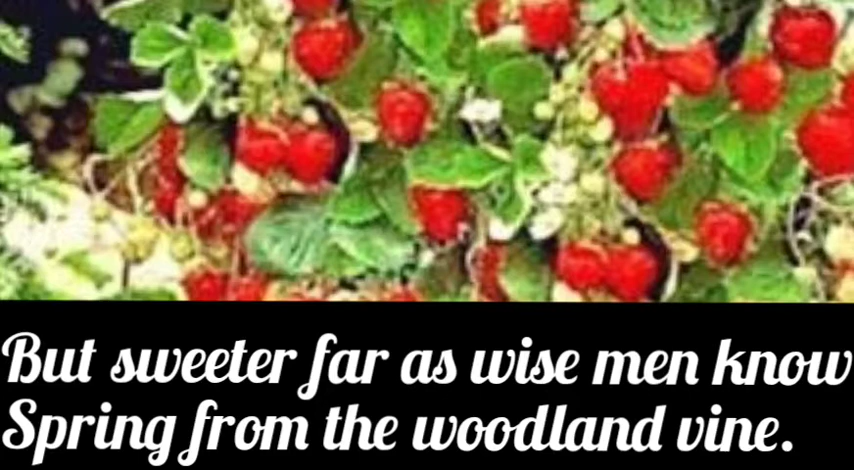 But sweeter far as wise men know
Spring from the woodland vine.